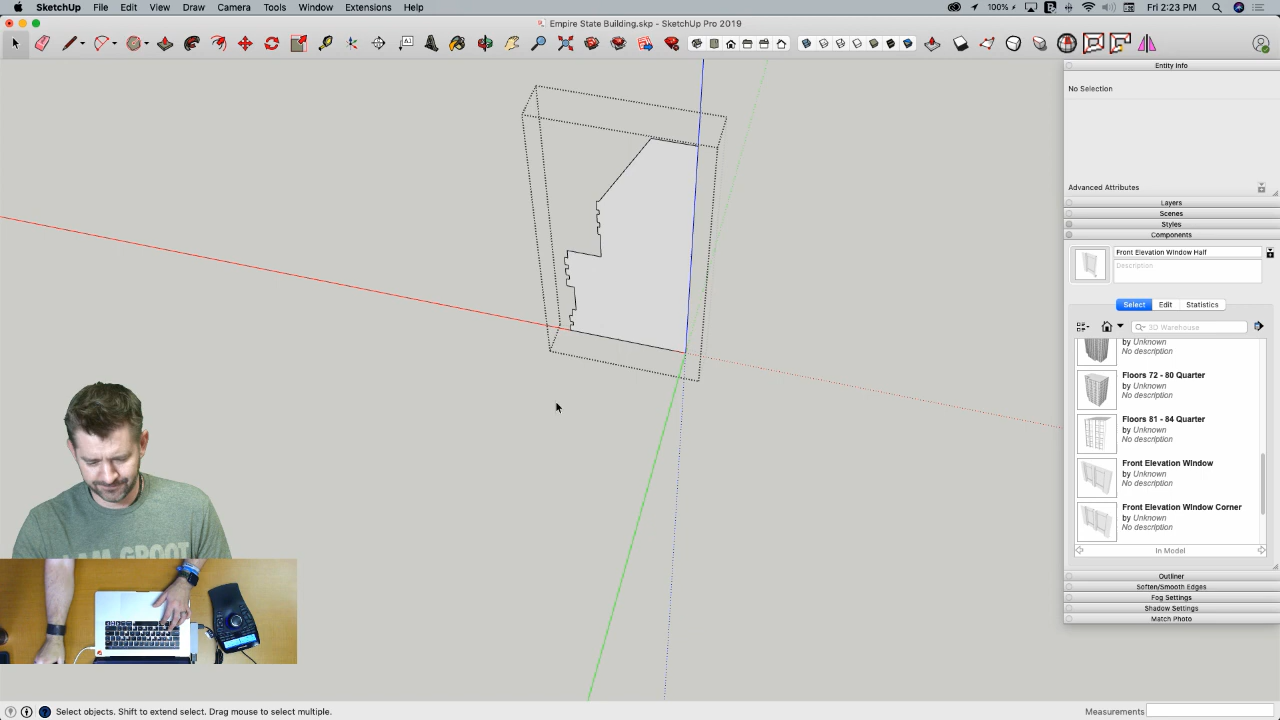 SketchUp File Edit View Draw Camera Tools Window Extensions Help 100% Fri 2:23 PM
Empire State Building.skp - SketchUp Pro 2019
Entity Info
No Selection
Advanced Attributes
Layers
Scenes
Styles
Components
Front Elevation Window Half
Description
Select Edit Statistics
3D Warehouse
by Unknown
No description
Floors 72 - 80 Quarter
by Unknown
No description
Floors 81 - 84 Quarter
by Unknown
No description
Front Elevation Window
by Unknown
No description
Front Elevation Window Corner
by Unknown
No description
In Model
Outliner
Soften/Smooth Edges
Fog Settings
Shadow Settings
Match Photo
I AM GROOT
Select objects. Shift to extend select. Drag mouse to select multiple.
Measurements